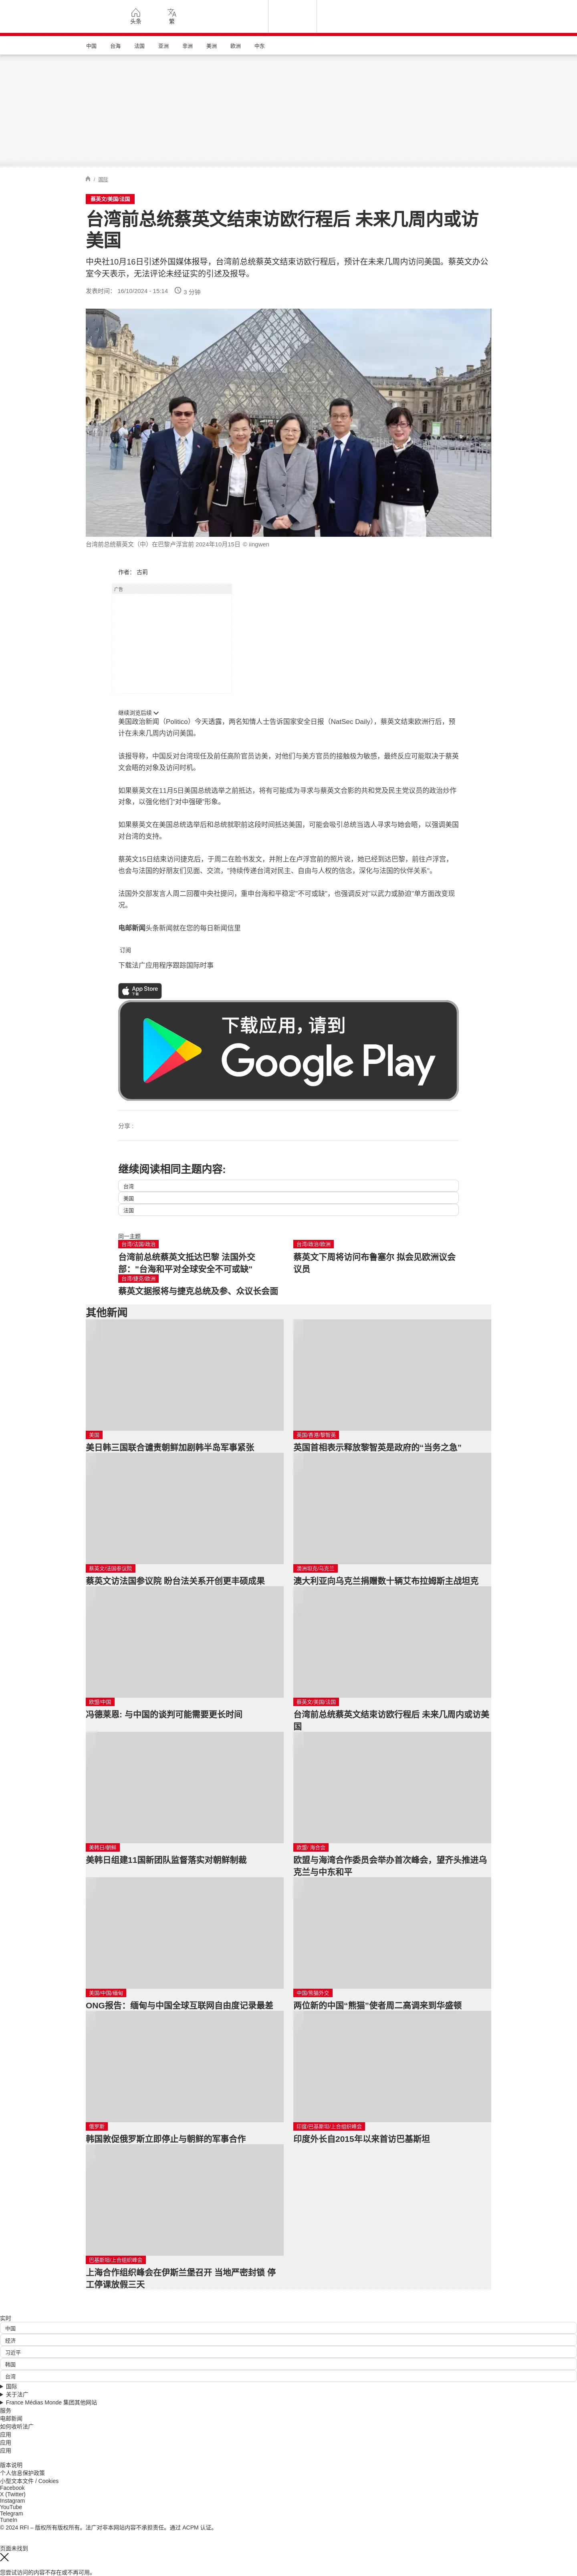 头条
繁
中国
台海
法国
亚洲
非洲
美洲
欧洲
中东
/ 国际
蔡英文/美国/法国
台湾前总统蔡英文结束访欧行程后 未来几周内或访
美国
中央社10月16日引述外国媒体报导，台湾前总统蔡英文结束访欧行程后，预计在未来几周内访问美国。蔡英文办公
室今天表示，无法评论未经证实的引述及报导。
发表时间： 16/10/2024 - 15:14 3 分钟
台湾前总统蔡英文（中）在巴黎卢浮宫前 2024年10月15日 © iingwen
作者： 古莉
广告
继续浏览后续
美国政治新闻（Politico）今天透露，两名知情人士告诉国家安全日报（NatSec Daily），蔡英文结束欧洲行后，预
计在未来几周内访问美国。
该报导称，中国反对台湾现任及前任高阶官员访美，对他们与美方官员的接触极为敏感，最终反应可能取决于蔡英
文会晤的对象及访问时机。
如果蔡英文在11月5日美国总统选举之前抵达，将有可能成为寻求与蔡英文合影的共和党及民主党议员的政治炒作
对象，以强化他们“对中强硬”形象。
如果蔡英文在美国总统选举后和总统就职前这段时间抵达美国，可能会吸引总统当选人寻求与她会晤，以强调美国
对台湾的支持。
蔡英文15日结束访问捷克后，于周二在脸书发文，并附上在卢浮宫前的照片说，她已经到达巴黎，前往卢浮宫，
也会与法国的好朋友们见面、交流，"持续传递台湾对民主、自由与人权的信念，深化与法国的伙伴关系"。
法国外交部发言人周二回覆中央社提问，重申台海和平稳定“不可或缺”，也强调反对"以武力或胁迫"单方面改变现
况。
电邮新闻头条新闻就在您的每日新闻信里
订阅
下载法广应用程序跟踪国际时事
App Store
下载
下载应用，请到
Google Play
分享 :
继续阅读相同主题内容:
台湾
美国
法国
同一主题
台湾/法国/政治
台湾前总统蔡英文抵达巴黎 法国外交
部："台海和平对全球安全不可或缺"
台湾/政治/欧洲
蔡英文下周将访问布鲁塞尔 拟会见欧洲议会
议员
台湾/捷克/欧洲
蔡英文据报将与捷克总统及参、众议长会面
其他新闻
美国
美日韩三国联合谴责朝鲜加剧韩半岛军事紧张
英国/香港/黎智英
英国首相表示释放黎智英是政府的“当务之急”
蔡英文/法国参议院
蔡英文访法国参议院 盼台法关系开创更丰硕成果
澳洲坦克/乌克兰
澳大利亚向乌克兰捐赠数十辆艾布拉姆斯主战坦克
欧盟/中国
冯德莱恩: 与中国的谈判可能需要更长时间
蔡英文/美国/法国
台湾前总统蔡英文结束访欧行程后 未来几周内或访美
国
美韩日/朝鲜
美韩日组建11国新团队监督落实对朝鲜制裁
欧盟/ 海合会
欧盟与海湾合作委员会举办首次峰会，望齐头推进乌
克兰与中东和平
美国/中国/缅甸
ONG报告：缅甸与中国全球互联网自由度记录最差
中国/熊猫外交
两位新的中国“熊猫”使者周二高调来到华盛顿
俄罗斯
韩国敦促俄罗斯立即停止与朝鲜的军事合作
印度/巴基斯坦/上合组织峰会
印度外长自2015年以来首访巴基斯坦
巴基斯坦/上合组织峰会
上海合作组织峰会在伊斯兰堡召开 当地严密封锁 停
工停课放假三天
实时
中国
经济
习近平
韩国
台湾
国际
关于法广
France Médias Monde 集团其他网站
服务
电邮新闻
如何收听法广
应用
应用
应用
版本说明
个人信息保护政策
小型文本文件 / Cookies
Facebook
X (Twitter)
Instagram
YouTube
Telegram
TuneIn
© 2024 RFI – 版权所有版权所有。法广对非本网站内容不承担责任。通过 ACPM 认证。
页面未找到
您尝试访问的内容不存在或不再可用。